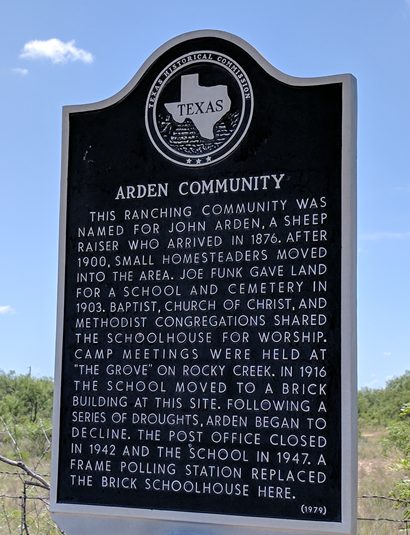 TEXAS HISTORICAL COMMISSION
TEXAS
ARDEN COMMUNITY
THIS RANCHING COMMUNITY WAS
NAMED FOR JOHN ARDEN, A SHEEP
RAISER WHO ARRIVED IN 1876. AFTER
1900, SMALL HOMESTEADERS MOVED
INTO THE AREA. JOE FUNK GAVE LAND
FOR A SCHOOL AND CEMETERY IN
1903. BAPTIST, CHURCH OF CHRIST, AND
METHODIST CONGREGATIONS SHARED
THE SCHOOLHOUSE FOR WORSHIP.
CAMP MEETINGS WERE HELD AT
"THE GROVE" ON ROCKY CREEK. IN 1916
THE SCHOOL MOVED TO A BRICK
BUILDING AT THIS SITE. FOLLOWING A
SERIES OF DROUGHTS, ARDEN BEGAN TO
DECLINE. THE POST OFFICE CLOSED
IN 1942 AND THE SCHOOL IN 1947. A
FRAME POLLING STATION REPLACED
THE BRICK SCHOOLHOUSE HERE.
(1979)